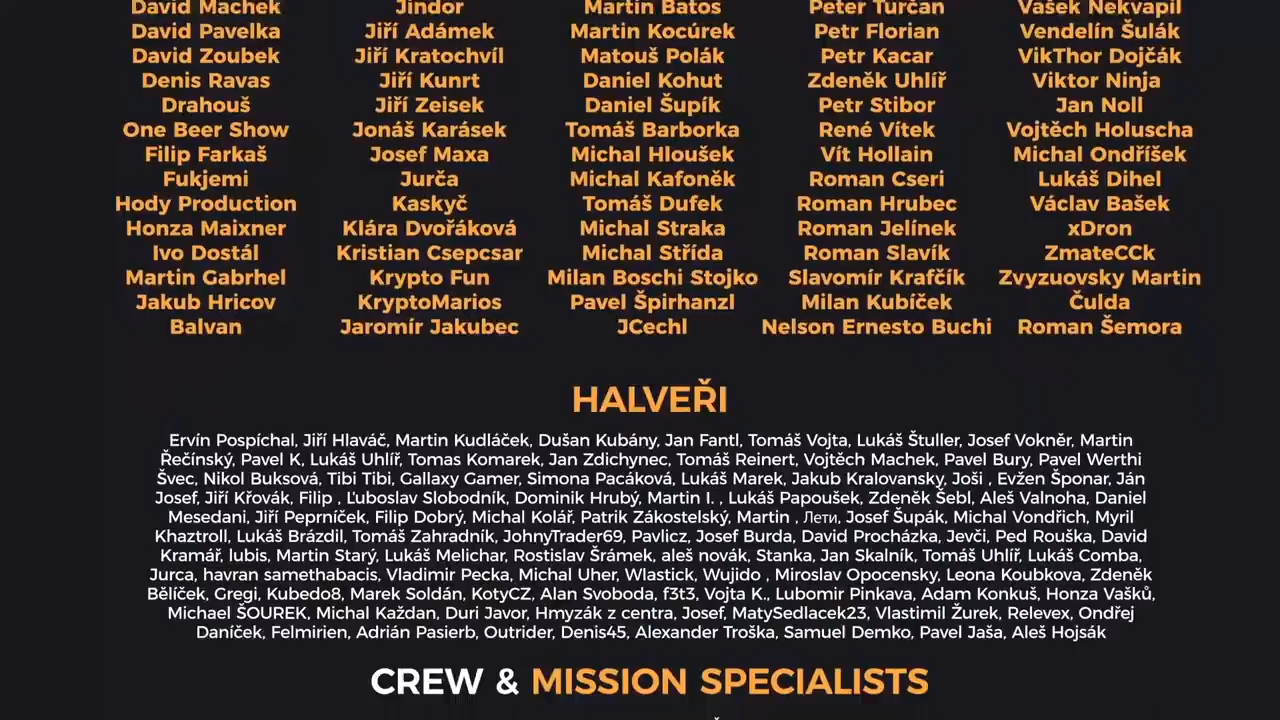 David Machek Jindor Martin Batos Peter Turčan Vašek Nekvapil
David Pavelka Jiří Adámek Martin Kocúrek Petr Florian Vendelín Šulák
David Zoubek Jiří Kratochvíl Matouš Polák Petr Kacar VikThor Dojčák
Denis Ravas Jiří Kunrt Daniel Kohut Zdeněk Uhlíř Viktor Ninja
Drahouš Jiří Zeisek Daniel Šupík Petr Stibor Jan Noll
One Beer Show Jonáš Karásek Tomáš Barborka René Vítek Vojtěch Holuscha
Filip Farkaš Josef Maxa Michal Hloušek Vít Hollain Michal Ondříšek
Fukjemi Jurča Michal Kafoněk Roman Cseri Lukáš Dihel
Hody Production Kaskyč Tomáš Dufek Roman Hrubec Václav Bašek
Honza Maixner Klára Dvořáková Michal Straka Roman Jelínek xDron
Ivo Dostál Kristian Csepcsar Michal Střída Roman Slavík ZmateCCk
Martin Gabrhel Krypto Fun Milan Boschi Stojko Slavomír Krafčík Zvyzuovsky Martin
Jakub Hricov KryptoMarios Pavel Špirhanzl Milan Kubíček Čulda
Balvan Jaromír Jakubec JCechl Nelson Ernesto Buchi Roman Šemora
HALVEŘI
Ervín Pospíchal, Jiří Hlaváč, Martin Kudláček, Dušan Kubány, Jan Fantl, Tomáš Vojta, Lukáš Štuller, Josef Vokněr, Martin
Řečínský, Pavel K, Lukáš Uhlíř, Tomas Komarek, Jan Zdichynec, Tomáš Reinert, Vojtěch Machek, Pavel Bury, Pavel Werthi
Švec, Nikol Buksová, Tibi Tibi, Gallaxy Gamer, Simona Pacáková, Lukáš Marek, Jakub Kralovansky, Joši , Evžen Šponar, Ján
Josef, Jiří Křovák, Filip , Ľuboslav Slobodník, Dominik Hrubý, Martin I. , Lukáš Papoušek, Zdeněk Šebl, Aleš Valnoha, Daniel
Mesedani, Jiří Peprníček, Filip Dobrý, Michal Kolář, Patrik Zákostelský, Martin , Лети, Josef Šupák, Michal Vondřich, Myril
Khaztroll, Lukáš Brázdil, Tomáš Zahradník, JohnyTrader69, Pavlicz, Josef Burda, David Procházka, Jevči, Ped Rouška, David
Kramář, lubis, Martin Starý, Lukáš Melichar, Rostislav Šrámek, aleš novák, Stanka, Jan Skalník, Tomáš Uhlíř, Lukáš Comba,
Jurca, havran samethabacis, Vladimir Pecka, Michal Uher, Wlastick, Wujido , Miroslav Opocensky, Leona Koubkova, Zdeněk
Bělíček, Gregi, Kubedo8, Marek Soldán, KotyCZ, Alan Svoboda, f3t3, Vojta K., Lubomir Pinkava, Adam Konkuš, Honza Vašků,
Michael ŠOUREK, Michal Každan, Duri Javor, Hmyzák z centra, Josef, MatySedlacek23, Vlastimil Žurek, Relevex, Ondřej
Daníček, Felmirien, Adrián Pasierb, Outrider, Denis45, Alexander Troška, Samuel Demko, Pavel Jaša, Aleš Hojsák
CREW & MISSION SPECIALISTS